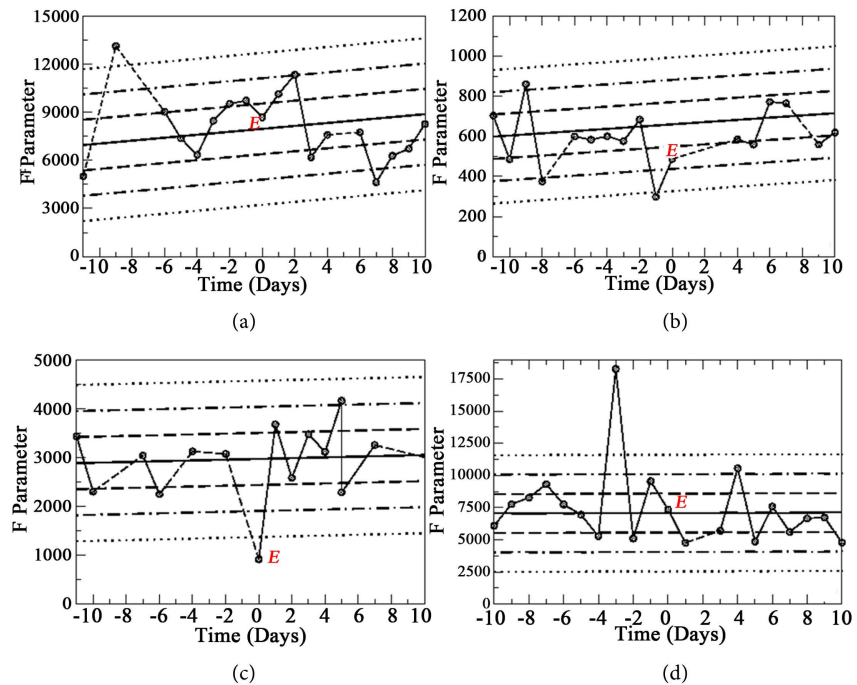 15000
12000
9000
6000
3000
0
F Parameter
E
-10 -8 -6 -4 -2 0 2 4 6 8 10
Time (Days)
(a)
1200
1000
800
600
400
200
0
F Parameter
E
-10 -8 -6 -4 -2 0 2 4 6 8 10
Time (Days)
(b)
5000
4000
3000
2000
1000
0
F Parameter
E
-10 -8 -6 -4 -2 0 2 4 6 8 10
Time (Days)
(c)
17500
15000
12500
10000
7500
5000
2500
0
F Parameter
E
-10 -8 -6 -4 -2 0 2 4 6 8 10
Time (Days)
(d)